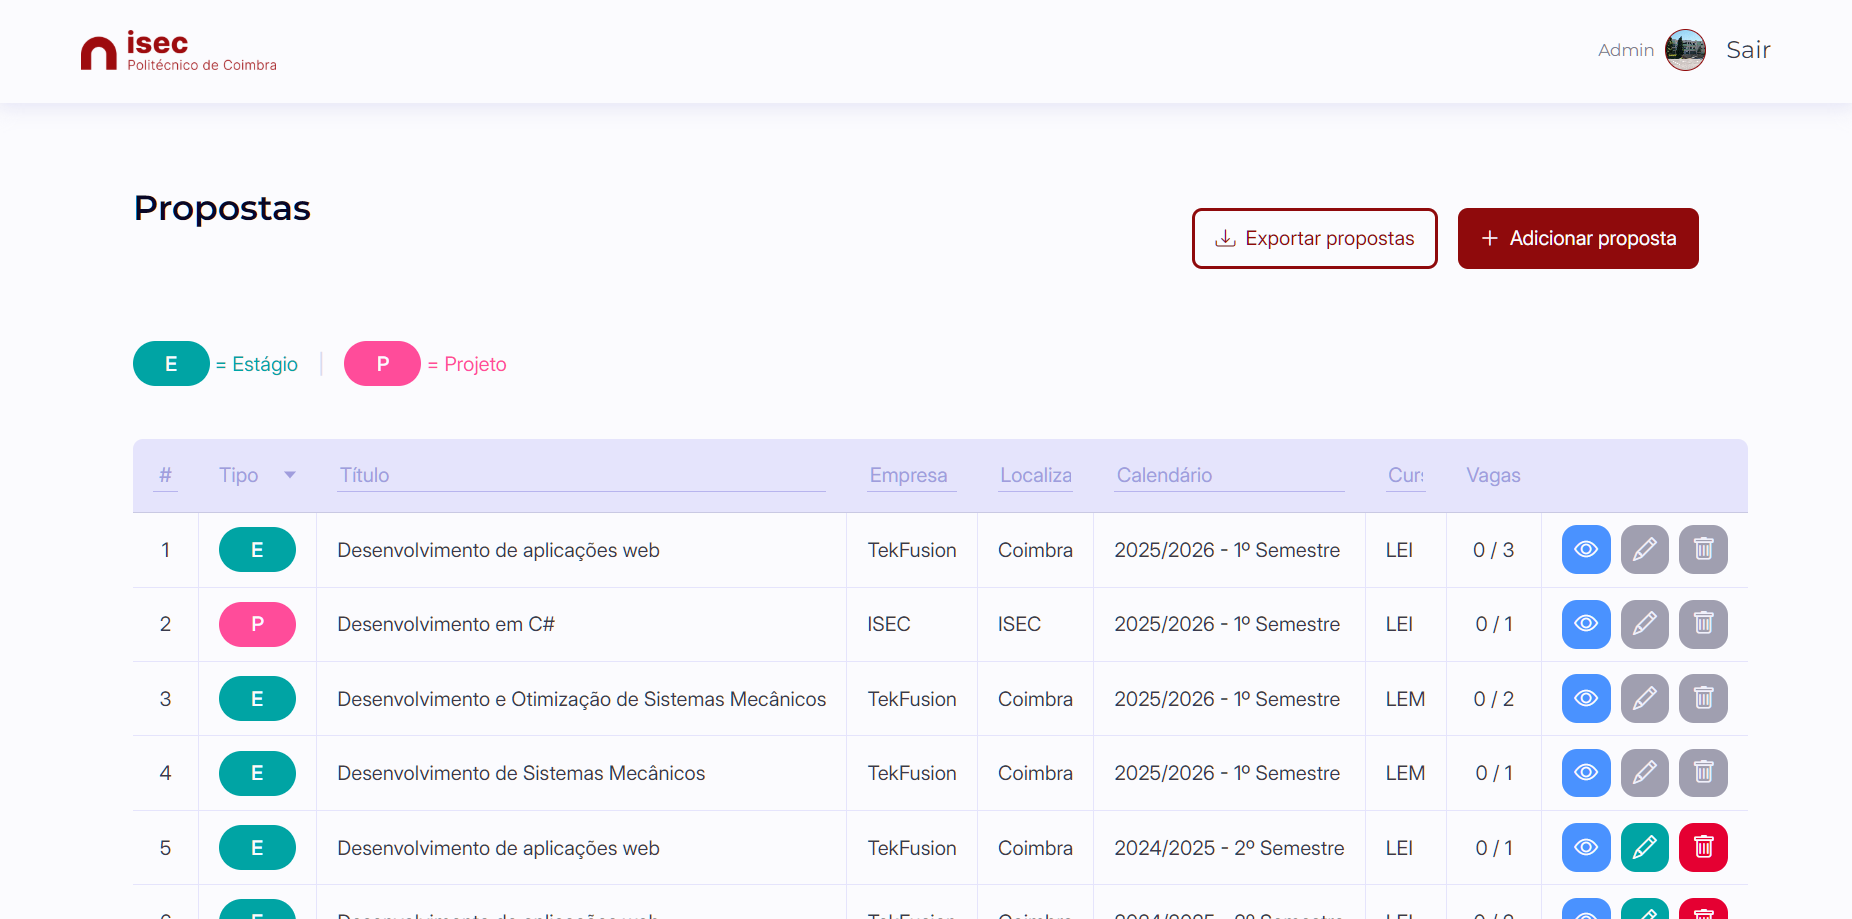 isec
Politécnico de Coimbra
Admin Sair
Propostas
Exportar propostas
+ Adicionar proposta
E = Estágio | P = Projeto
# Tipo Título Empresa Localiza Calendário Curs Vagas
1 E Desenvolvimento de aplicações web TekFusion Coimbra 2025/2026 - 1º Semestre LEI 0 / 3
2 P Desenvolvimento em C# ISEC ISEC 2025/2026 - 1º Semestre LEI 0 / 1
3 E Desenvolvimento e Otimização de Sistemas Mecânicos TekFusion Coimbra 2025/2026 - 1º Semestre LEM 0 / 2
4 E Desenvolvimento de Sistemas Mecânicos TekFusion Coimbra 2025/2026 - 1º Semestre LEM 0 / 1
5 E Desenvolvimento de aplicações web TekFusion Coimbra 2024/2025 - 2º Semestre LEI 0 / 1